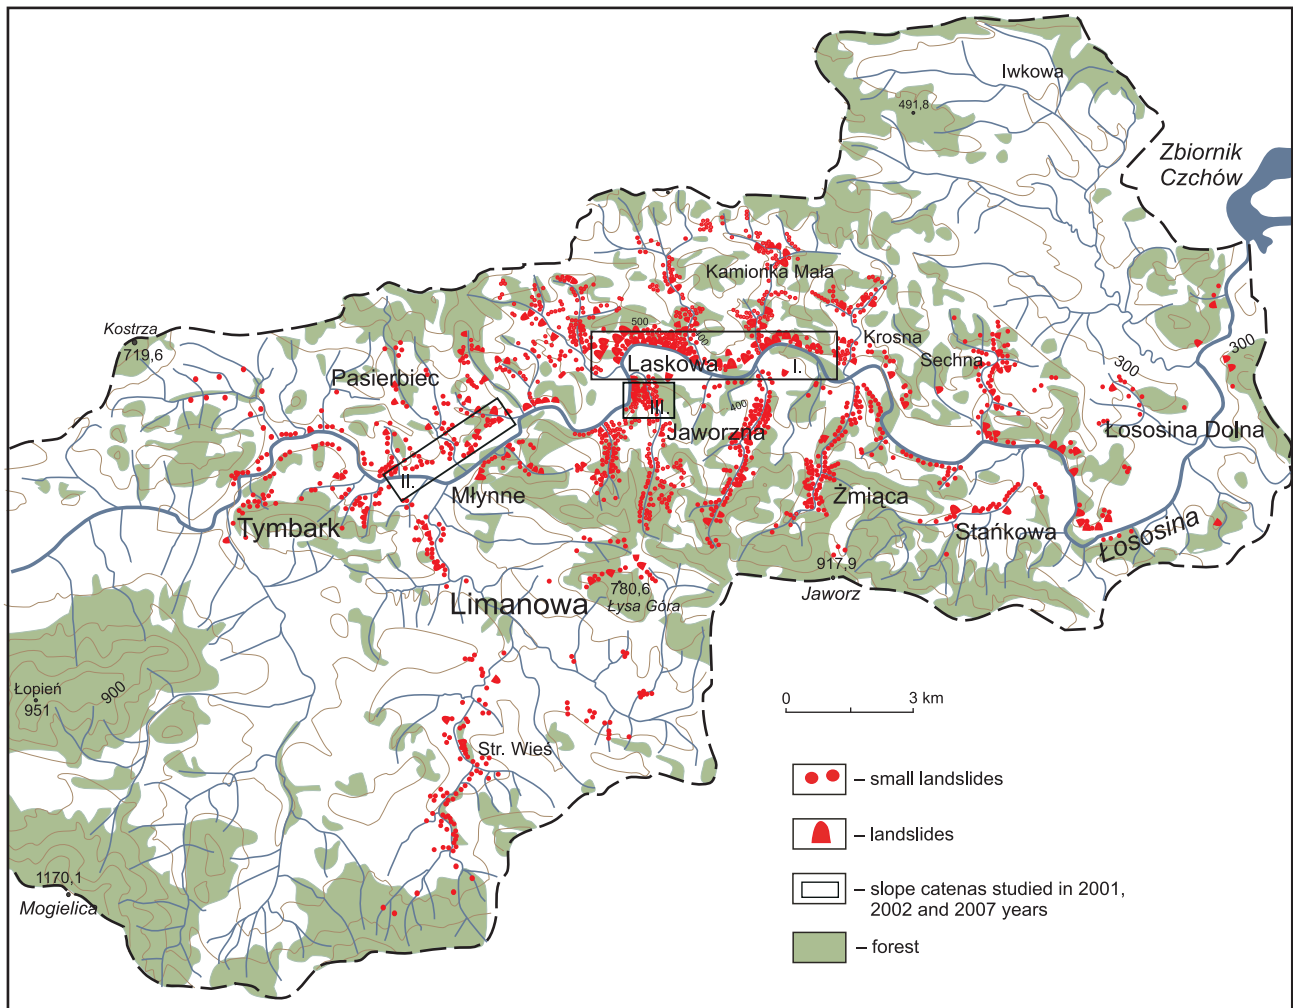 Iwkowa
491,8
Zbiornik
Czchów
Kamionka Mała
Kostrza
719,6
500
Krosna
300
Laskowa
I.
Sechna
300
Pasierbiec
400
III.
Jaworzna
Łososina Dolna
II.
Młynne
Żmiąca
Tymbark
Stańkowa
Łososina
917,9
Jaworz
780,6
Łysa Góra
Limanowa
Łopień
951
900
0
3 km
Str. Wieś
– small landslides
– landslides
1170,1
Mogielica
– slope catenas studied in 2001,
2002 and 2007 years
– forest